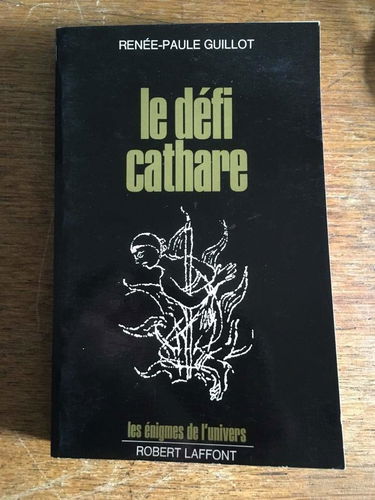 RENÉE-PAULE GUILLOT
le défi
cathare
les énigmes de l'univers
ROBERT LAFFONT